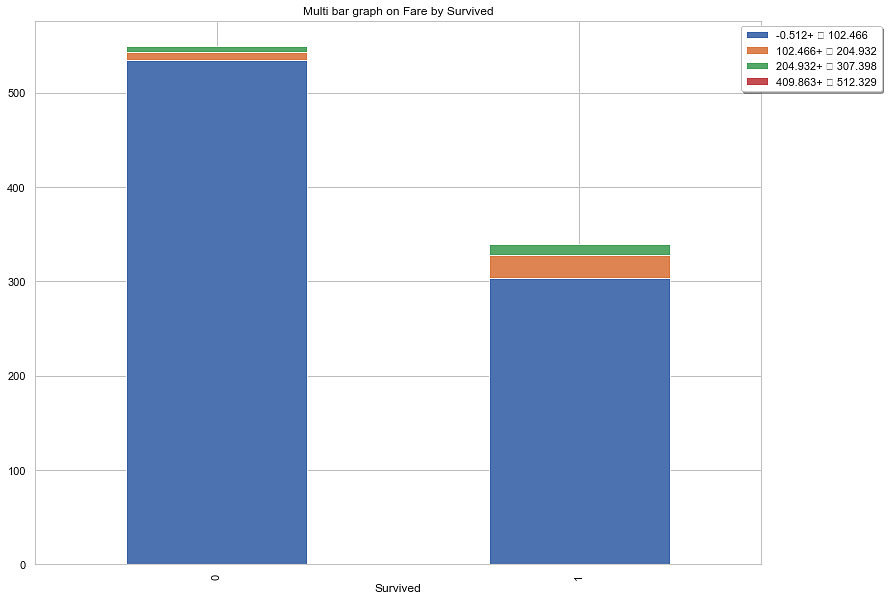 Multi bar graph on Fare by Survived
-0.512+ ▯ 102.466
102.466+ ▯ 204.932
204.932+ ▯ 307.398
409.863+ ▯ 512.329
500
400
300
200
100
0
0
1
Survived